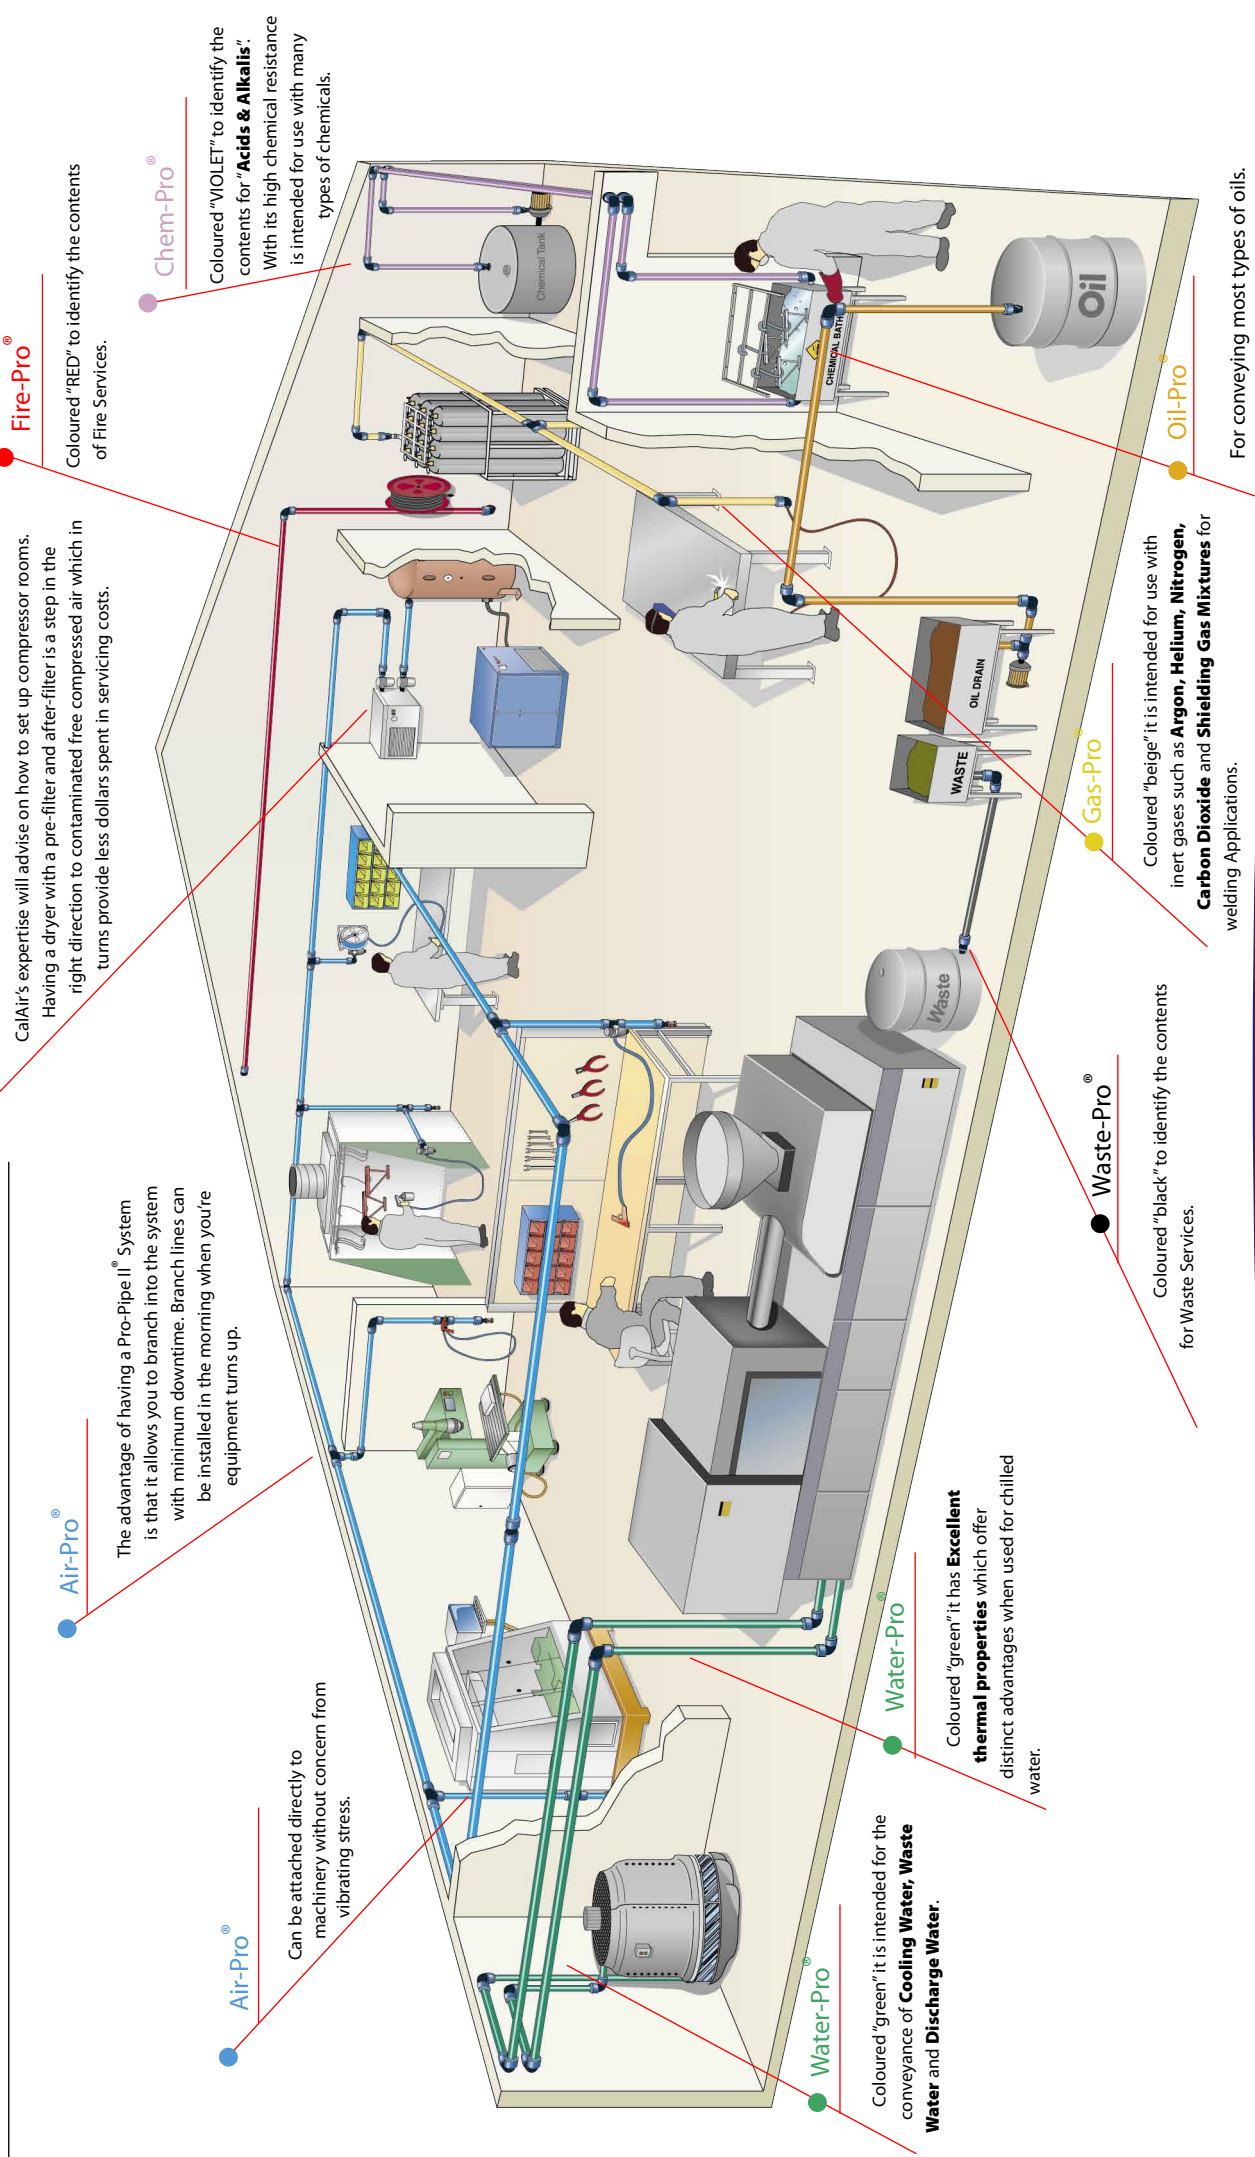 CalAir's expertise will advise on how to set up compressor rooms.
Having a dryer with a pre-filter and after-filter is a step in the
right direction to contaminated free compressed air which in
turns provide less dollars spent in servicing costs.
Fire-Pro®
Coloured "RED" to identify the contents
of Fire Services.
Chem-Pro®
Coloured "VIOLET" to identify the
contents for "Acids & Alkalis".
With its high chemical resistance
is intended for use with many
types of chemicals.
Air-Pro®
The advantage of having a Pro-Pipe II® System
is that it allows you to branch into the system
with minimum downtime. Branch lines can
be installed in the morning when you're
equipment turns up.
Air-Pro®
Can be attached directly to
machinery without concern from
vibrating stress.
Chemical Tank
CHEMICAL BATH
Oil
OIL DRAIN
WASTE
Waste
Water-Pro®
Coloured "green" it is intended for the
conveyance of Cooling Water, Waste
Water and Discharge Water.
Water-Pro®
Coloured "green" it has Excellent
thermal properties which offer
distinct advantages when used for chilled
water.
Waste-Pro®
Coloured "black" to identify the contents
for Waste Services.
Gas-Pro®
Coloured "beige" it is intended for use with
inert gases such as Argon, Helium, Nitrogen,
Carbon Dioxide and Shielding Gas Mixtures for
welding Applications.
Oil-Pro®
For conveying most types of oils.